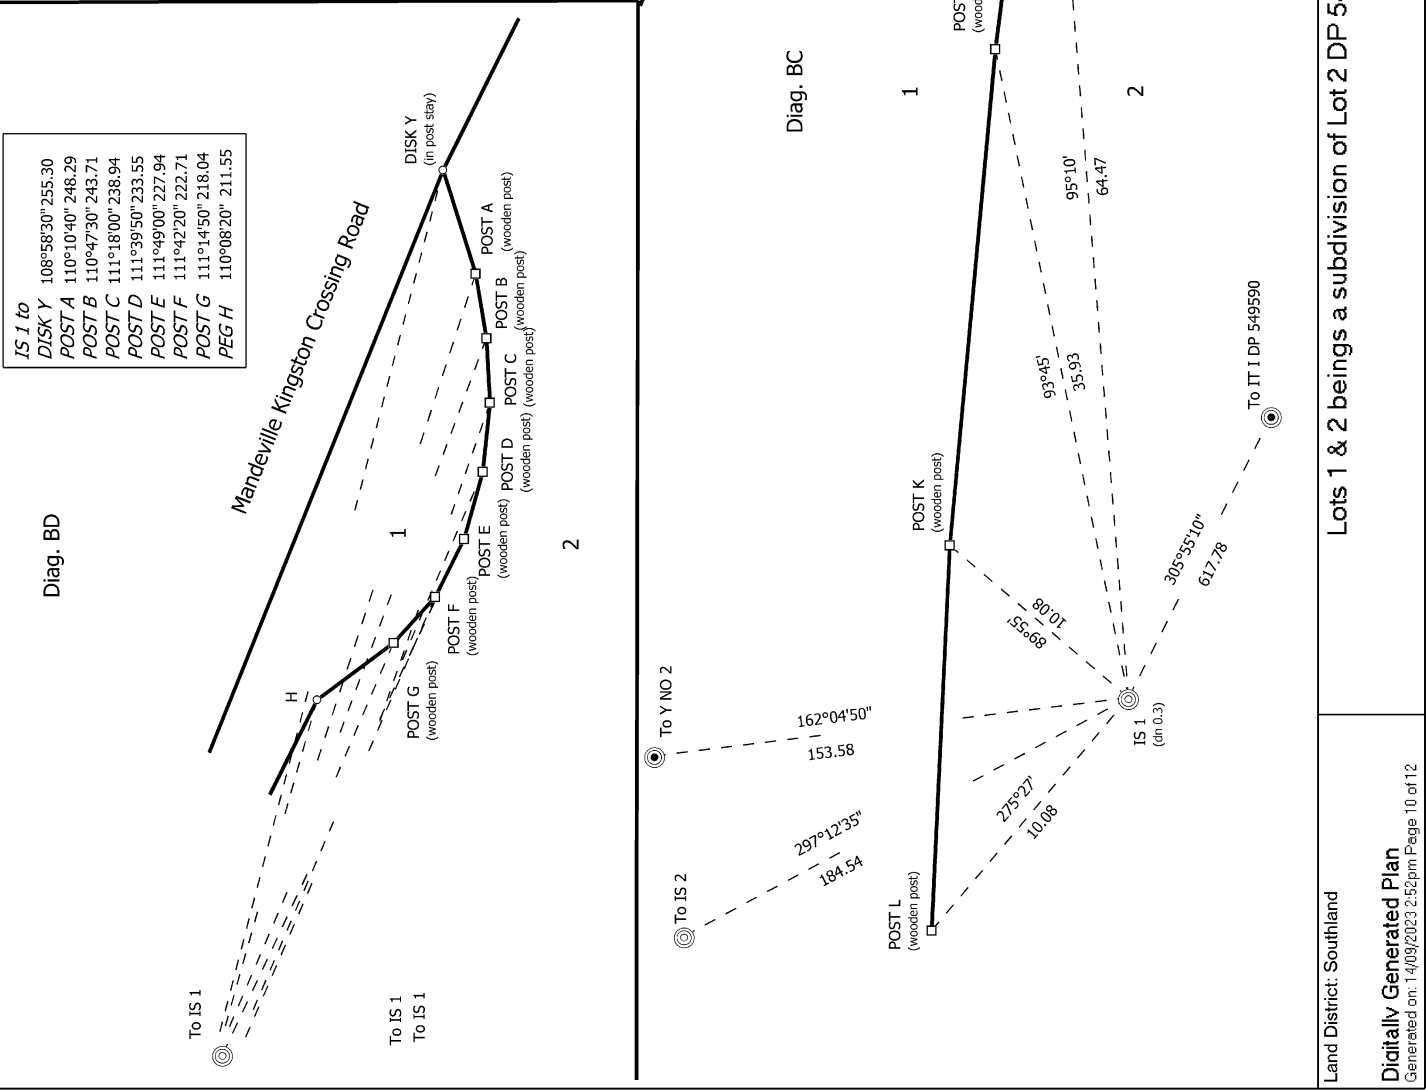 Diag. BD
IS 1 to
DISK Y 108°58'30" 255.30
POST A 110°10'40" 248.29
POST B 110°47'30" 243.71
POST C 111°18'00" 238.94
POST D 111°39'50" 233.55
POST E 111°49'00" 227.94
POST F 111°42'20" 222.71
POST G 111°14'50" 218.04
PEG H 110°08'20" 211.55
Mandeville Kingston Crossing Road
DISK Y
(in post stay)
POST A
(wooden post)
POST B
(wooden post)
POST C
(wooden post)
POST D
(wooden post)
POST E
(wooden post)
POST F
(wooden post)
POST G
(wooden post)
H
1
2
To IS 1
To IS 1
To IS 1
Diag. BC
1
2
95°10'
64.47
93°45'
35.93
POST K
(wooden post)
89°55'
10.08
To Y NO 2
162°04'50"
153.58
To IS 2
297°12'35"
184.54
275°27'
10.08
POST L
(wooden post)
IS 1
(dn 0.3)
305°55'10"
617.78
To IT I DP 549590
Lots 1 & 2 beings a subdivision of Lot 2 DP
Land District: Southland
Digitally Generated Plan
Generated on: 14/09/2023 2:52pm Page 10 of 12